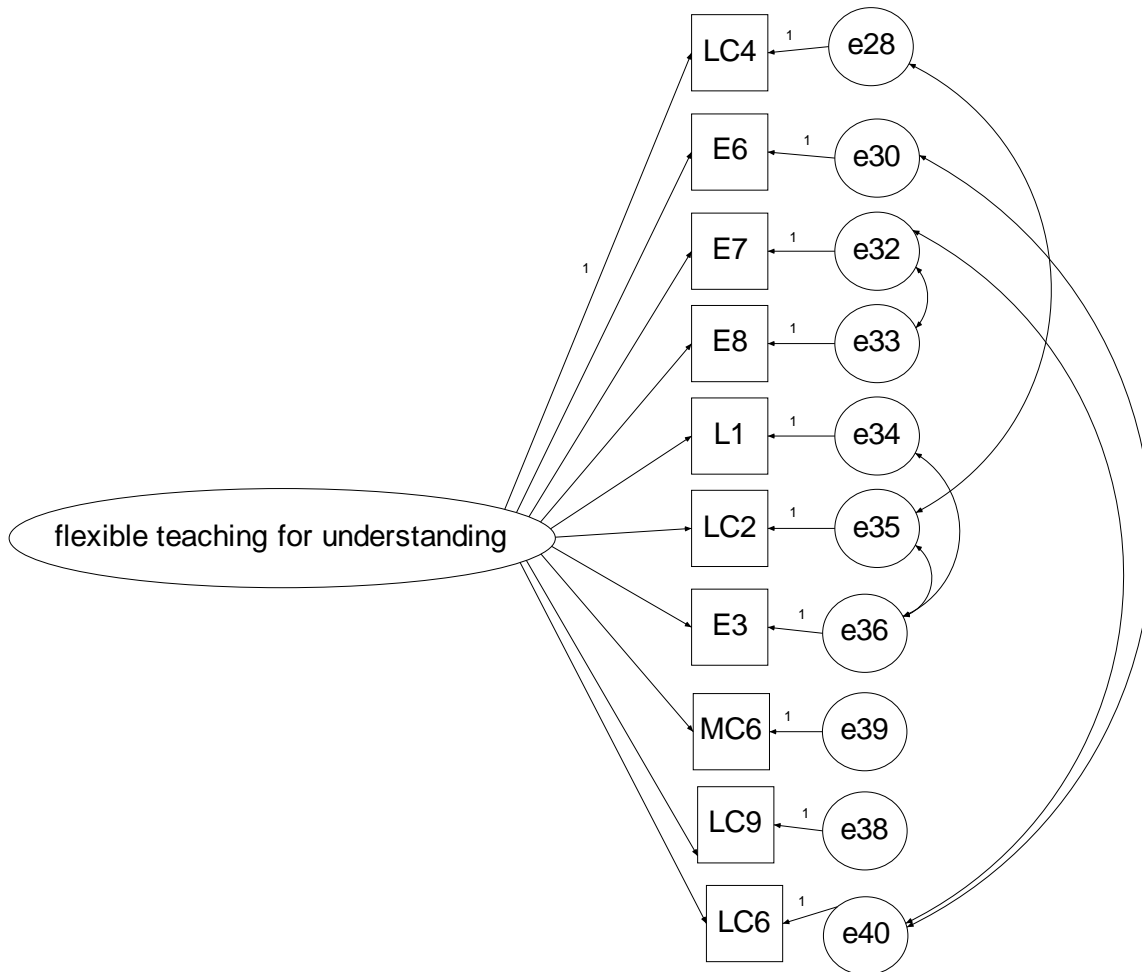 LC4
1
e28
E6
1
e30
E7
1
e32
1
E8
1
e33
L1
1
e34
flexible teaching for understanding
LC2
1
e35
E3
1
e36
MC6
1
e39
LC9
1
e38
LC6
1
e40